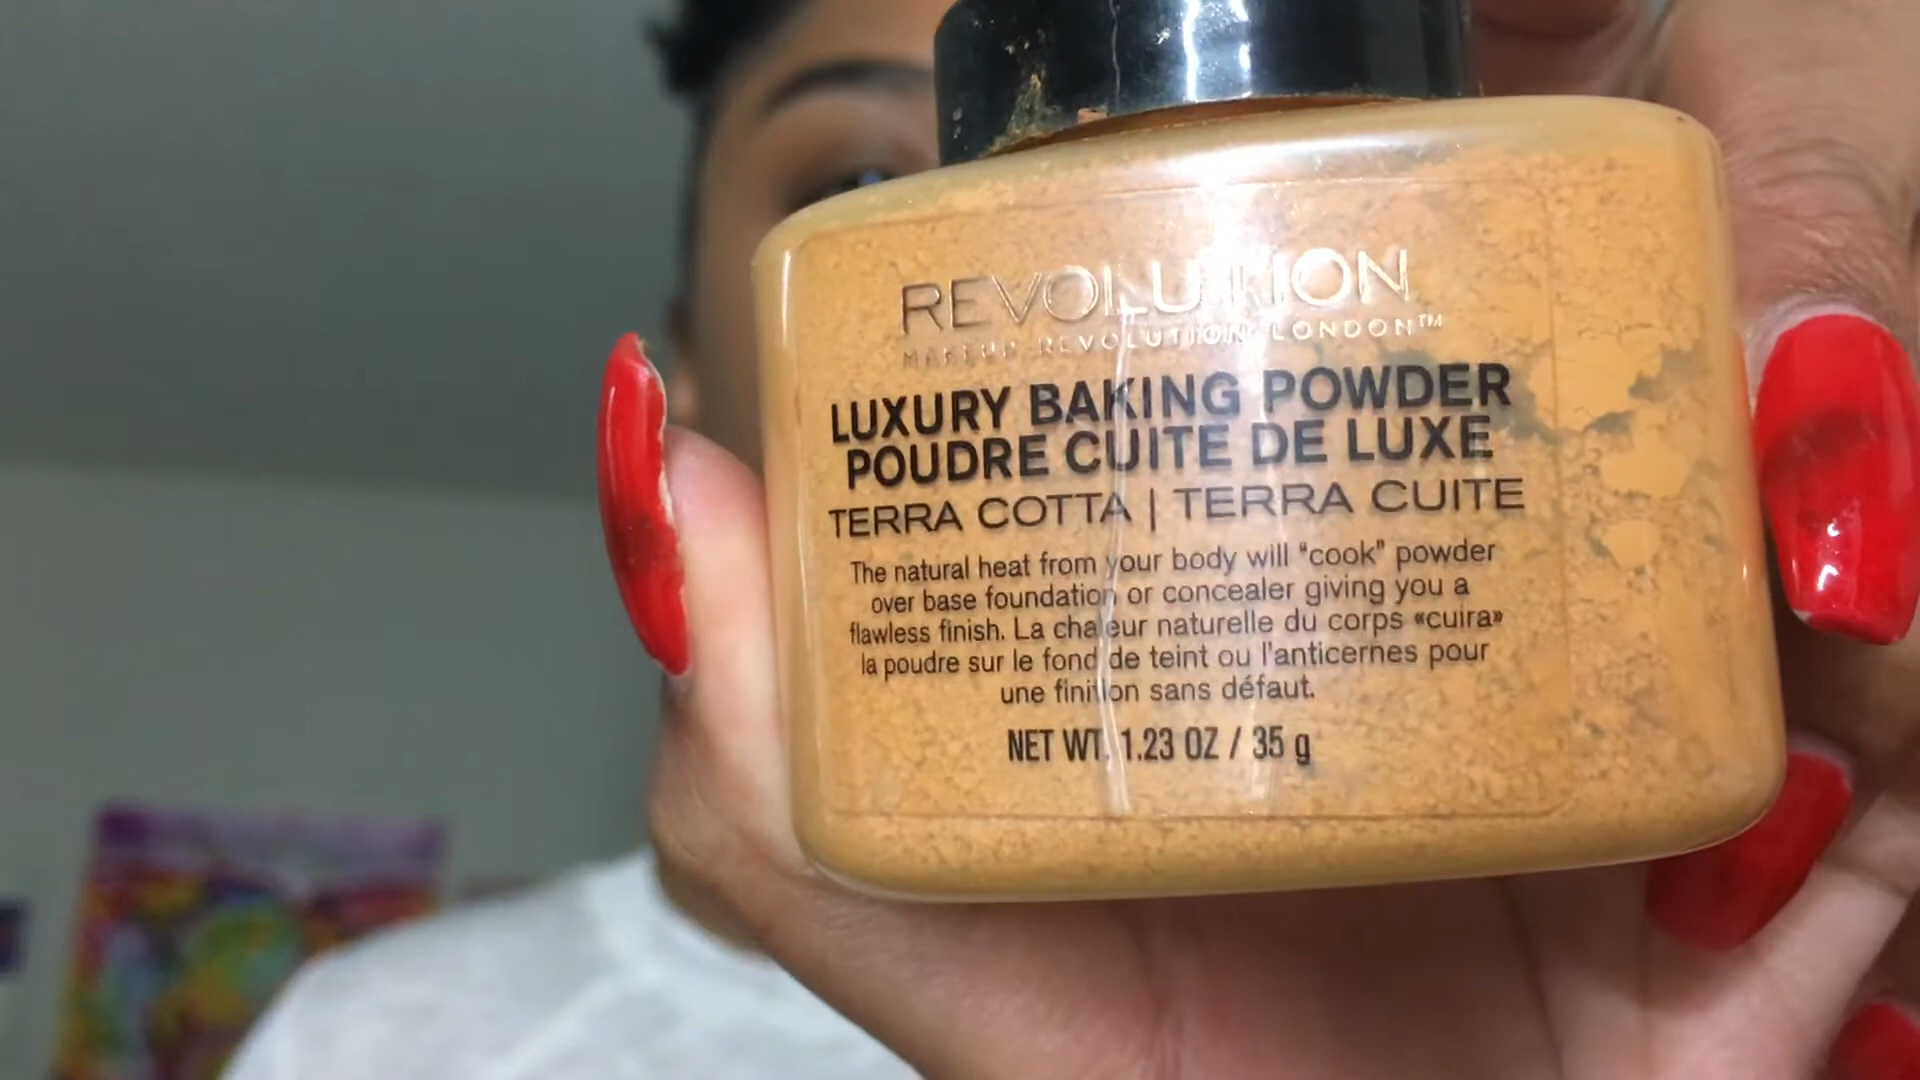 REVOLUTION
MAKEUP REVOLUTION LONDON™
LUXURY BAKING POWDER
POUDRE CUITE DE LUXE
TERRA COTTA | TERRA CUITE
The natural heat from your body will "cook" powder
over base foundation or concealer giving you a
flawless finish. La chaleur naturelle du corps «cuira»
la poudre sur le fond de teint ou l'anticernes pour
une finition sans défaut.
NET WT. 1.23 OZ / 35 g